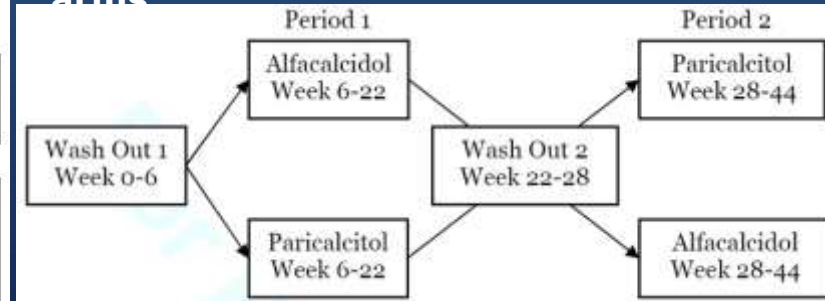 Period 1
Period 2
Alfacalcidol
Week 6-22
Paricalcitol
Week 28-44
Wash Out 1
Week 0-6
Wash Out 2
Week 22-28
Paricalcitol
Week 6-22
Alfacalcidol
Week 28-44